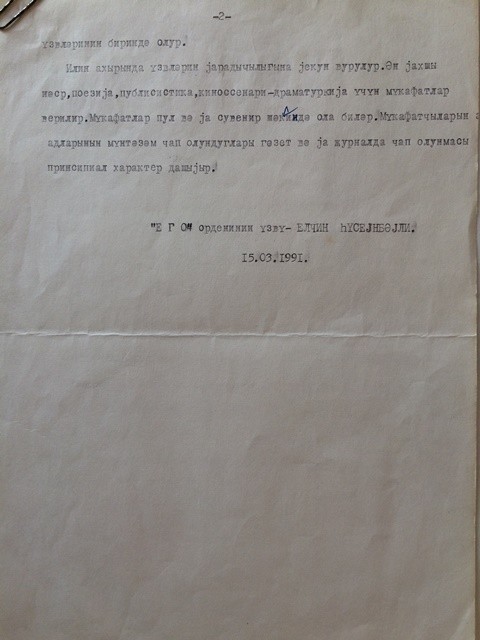 -2-
үзвләринин бириндә олур.
Илин ахырында үзвләрин јарадычылығына јекун вурулур.Ән јахшы
нәср,поезија,публисистика,киноссенари-драматуркија үчүн мүкафатлар
верилир.Мүкафатлар пул вә ја сувенир шәклиндә ола биләр.Мүкафатчыларын
адларынын мүнтәзәм чап олундуглары гәзет вә ја журналда чап олунмасы
принсипиал характер дашыјыр.
"Е Г О" орденинин үзвү- ЕЛЧИН ҺҮСЕЈНБӘЈЛИ.
15.03.1991.